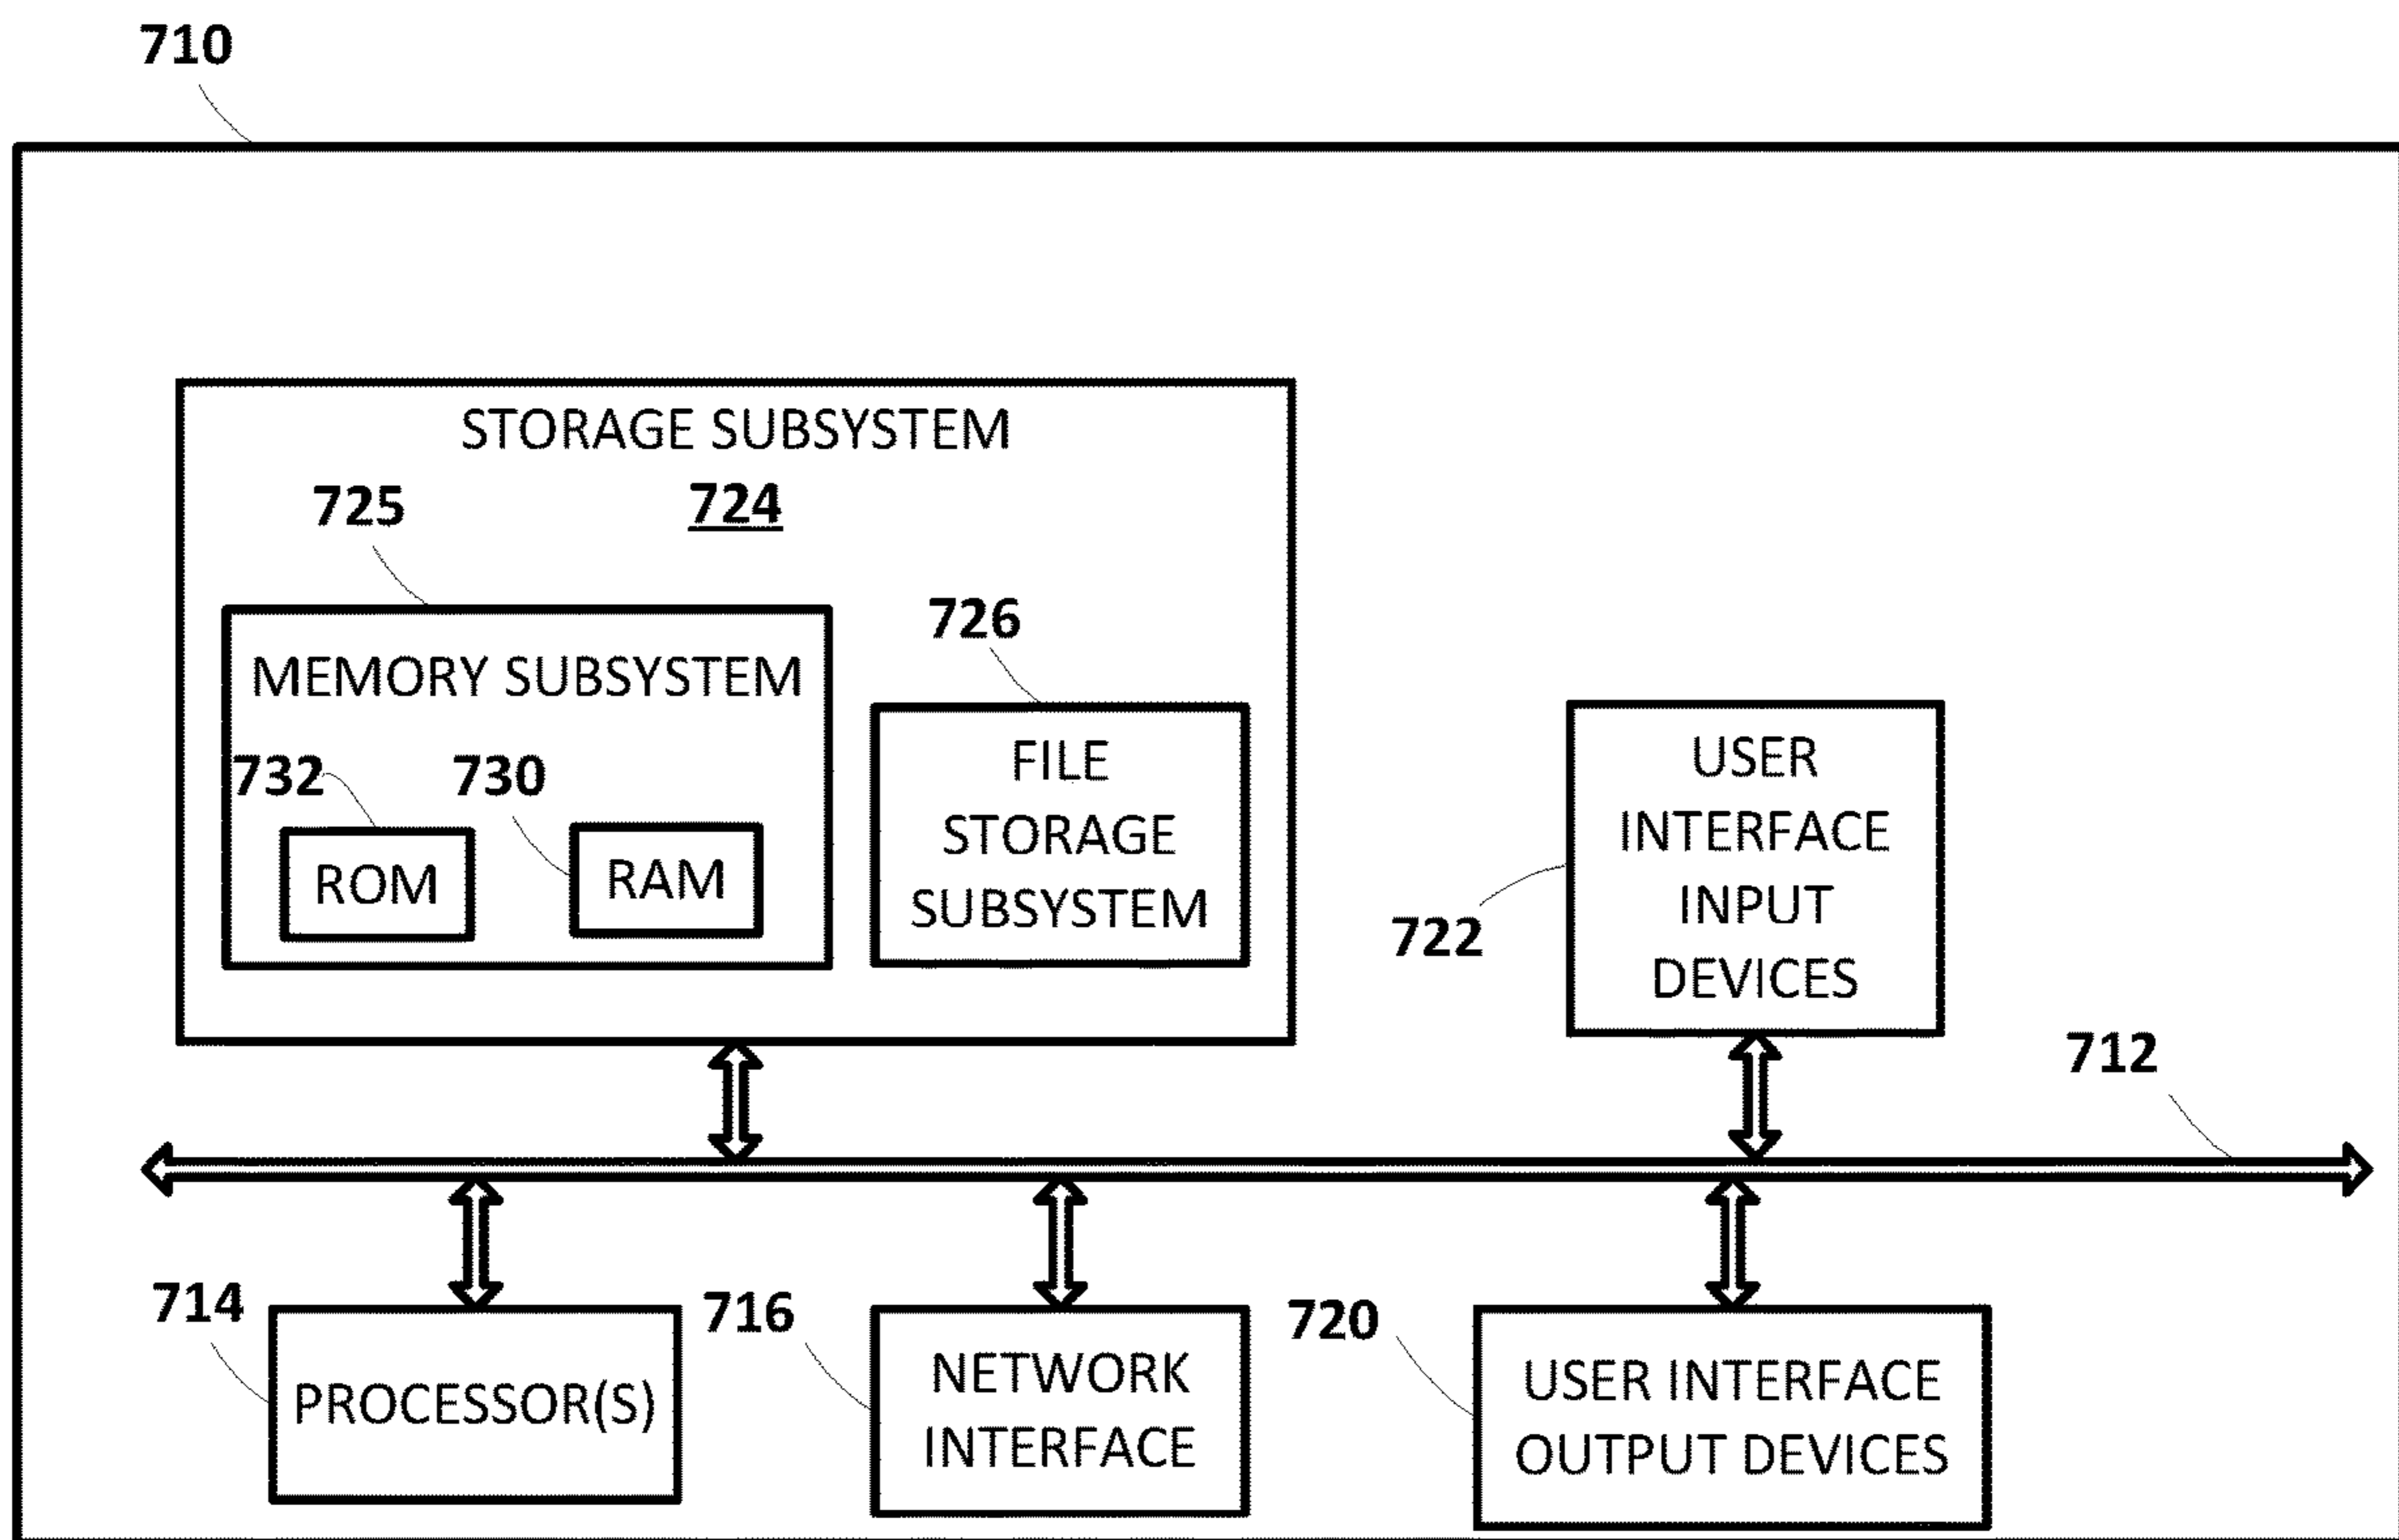 710
STORAGE SUBSYSTEM
724
725
MEMORY SUBSYSTEM
732
730
ROM
RAM
726
FILE
STORAGE
SUBSYSTEM
USER
INTERFACE
INPUT
DEVICES
722
712
714
PROCESSOR(S)
716
NETWORK
INTERFACE
720
USER INTERFACE
OUTPUT DEVICES